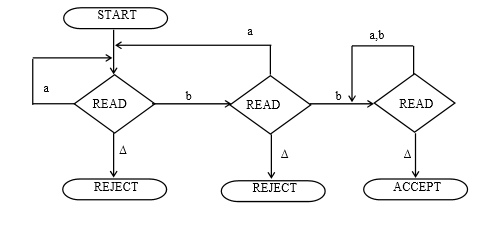 START
a
a,b
a
READ
b
READ
b
READ
Δ
Δ
Δ
REJECT
REJECT
ACCEPT